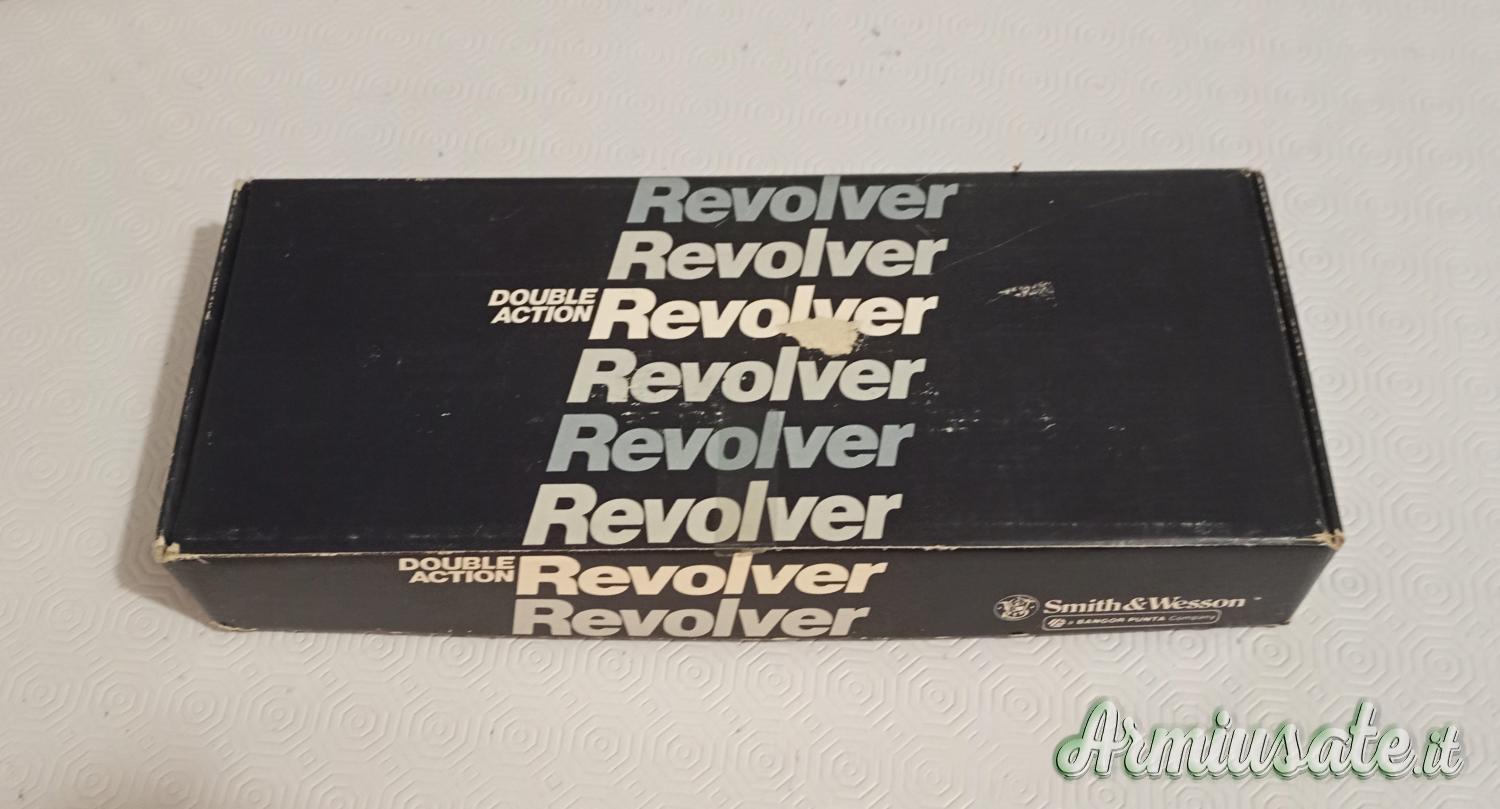 Revolver
Revolver
DOUBLE
ACTION Revolver
Revolver
Revolver
Revolver
DOUBLE
ACTION Revolver
Revolver
Smith & Wesson
a BANGOR PUNTA Company
Armiusate.it